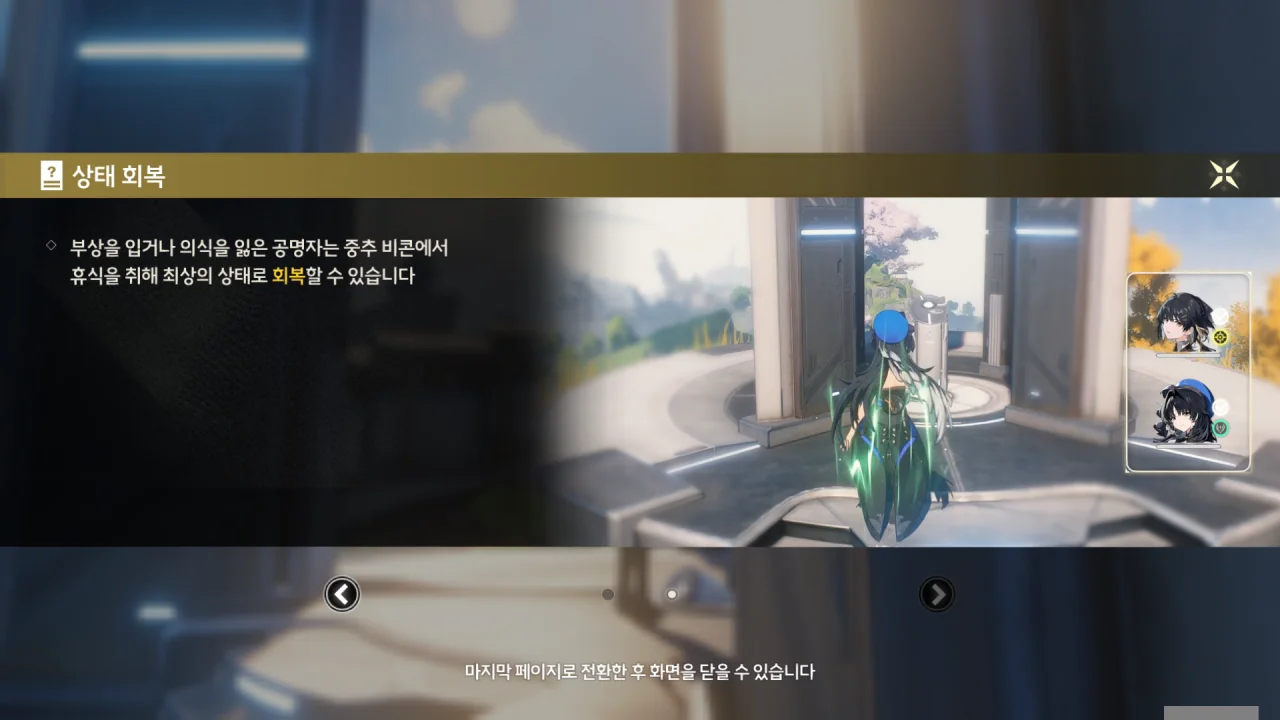 상태 회복
부상을 입거나 의식을 잃은 공명자는 중추 비콘에서
휴식을 취해 최상의 상태로 회복할 수 있습니다
마지막 페이지로 전환한 후 화면을 닫을 수 있습니다